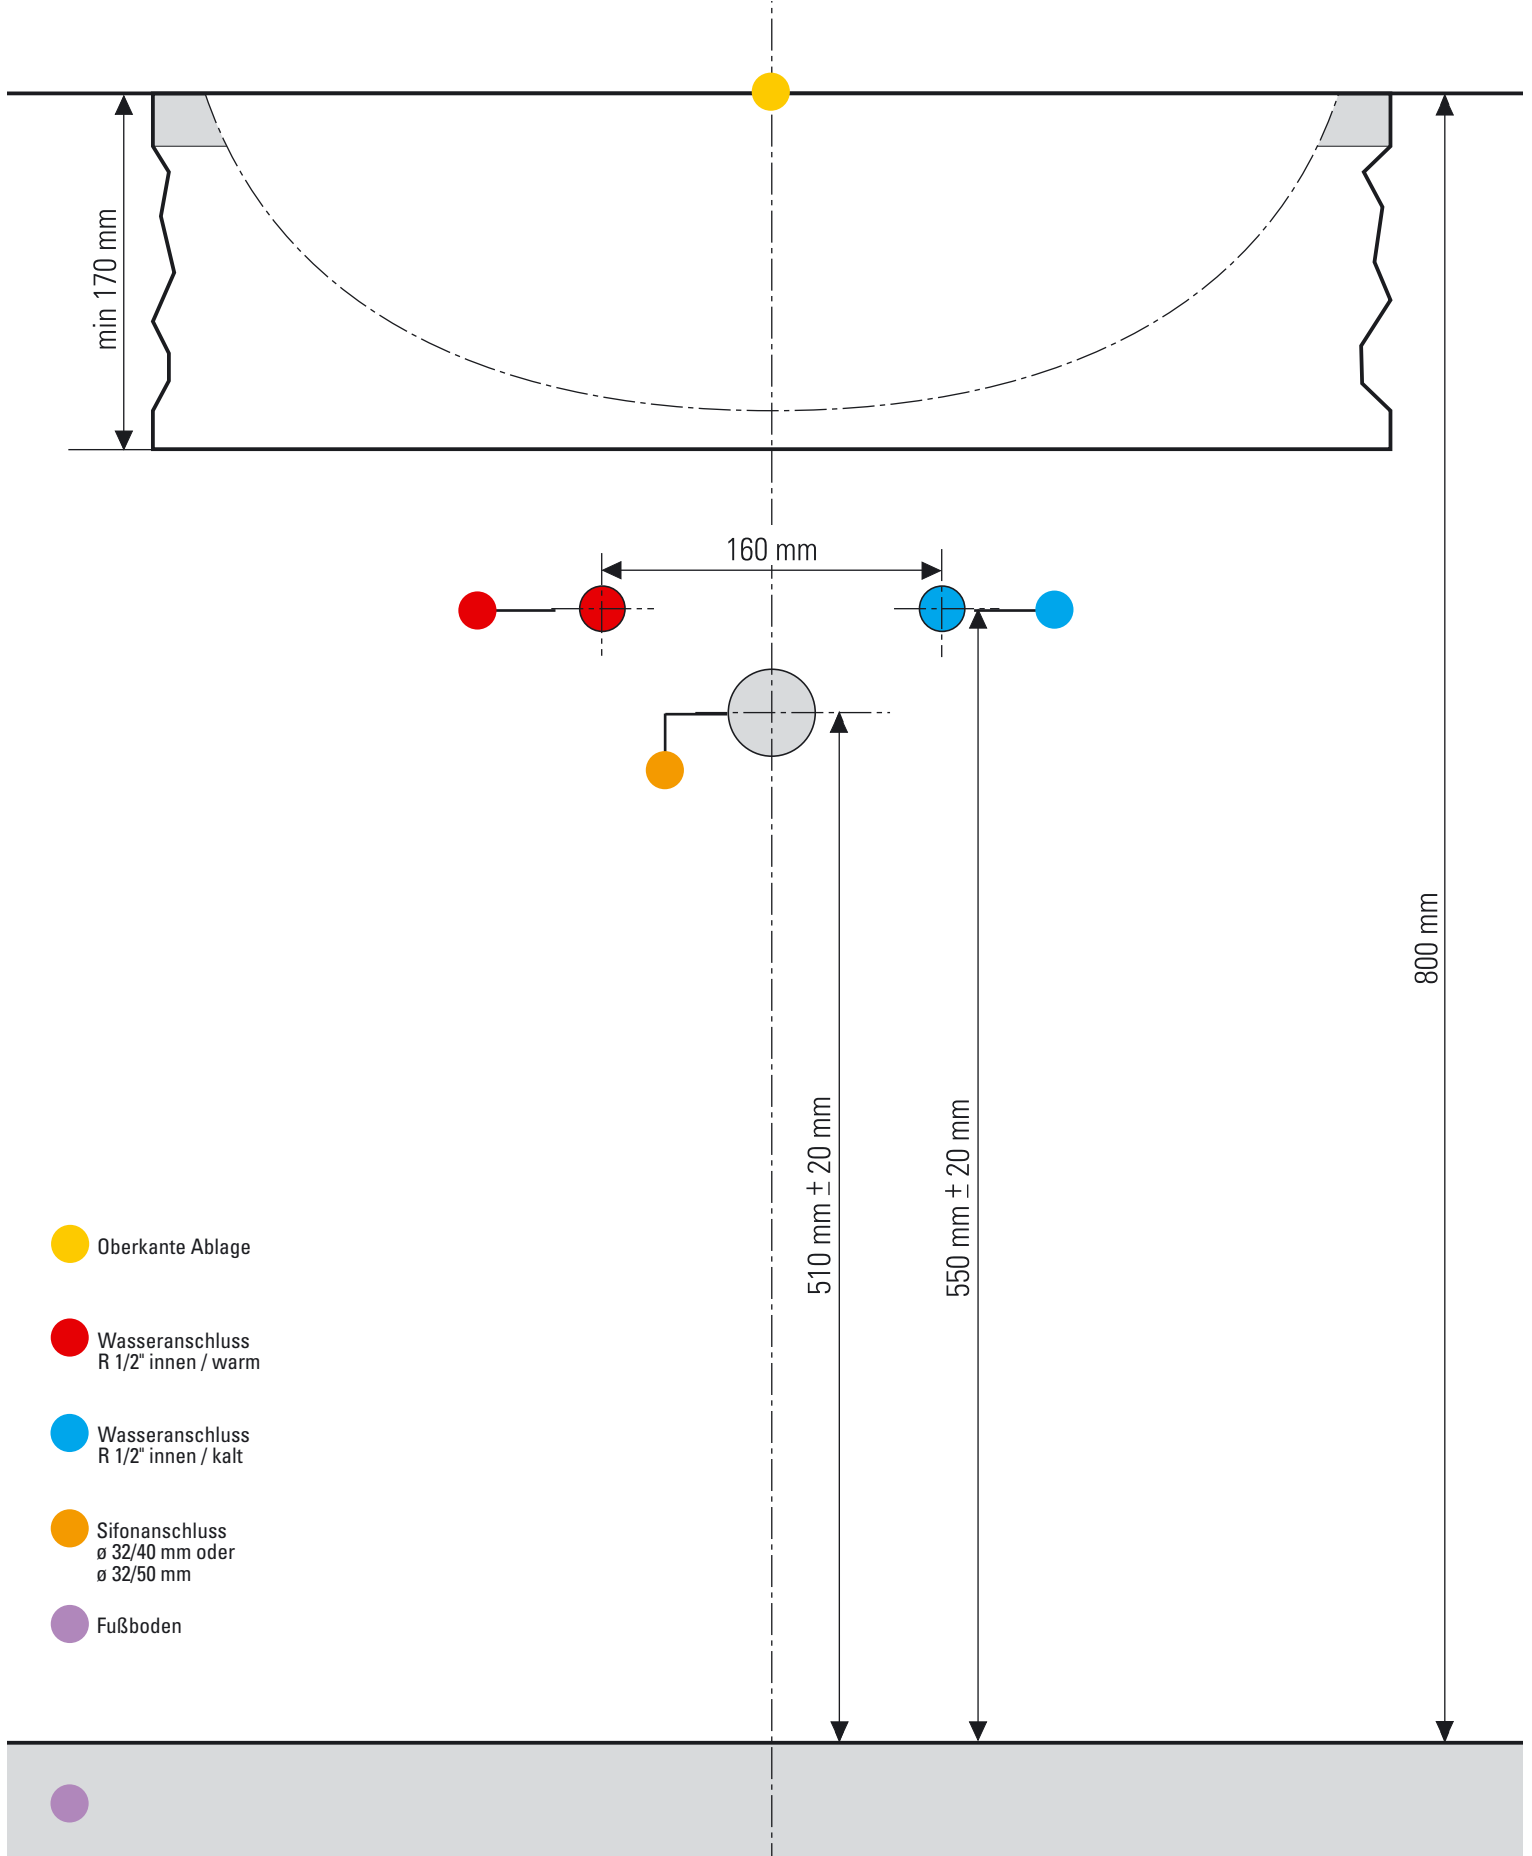 min 170 mm
160 mm
800 mm
510 mm ± 20 mm
550 mm ± 20 mm
Oberkante Ablage
Wasseranschluss
R 1/2" innen / warm
Wasseranschluss
R 1/2" innen / kalt
Sifonanschluss
ø 32/40 mm oder
ø 32/50 mm
Fußboden